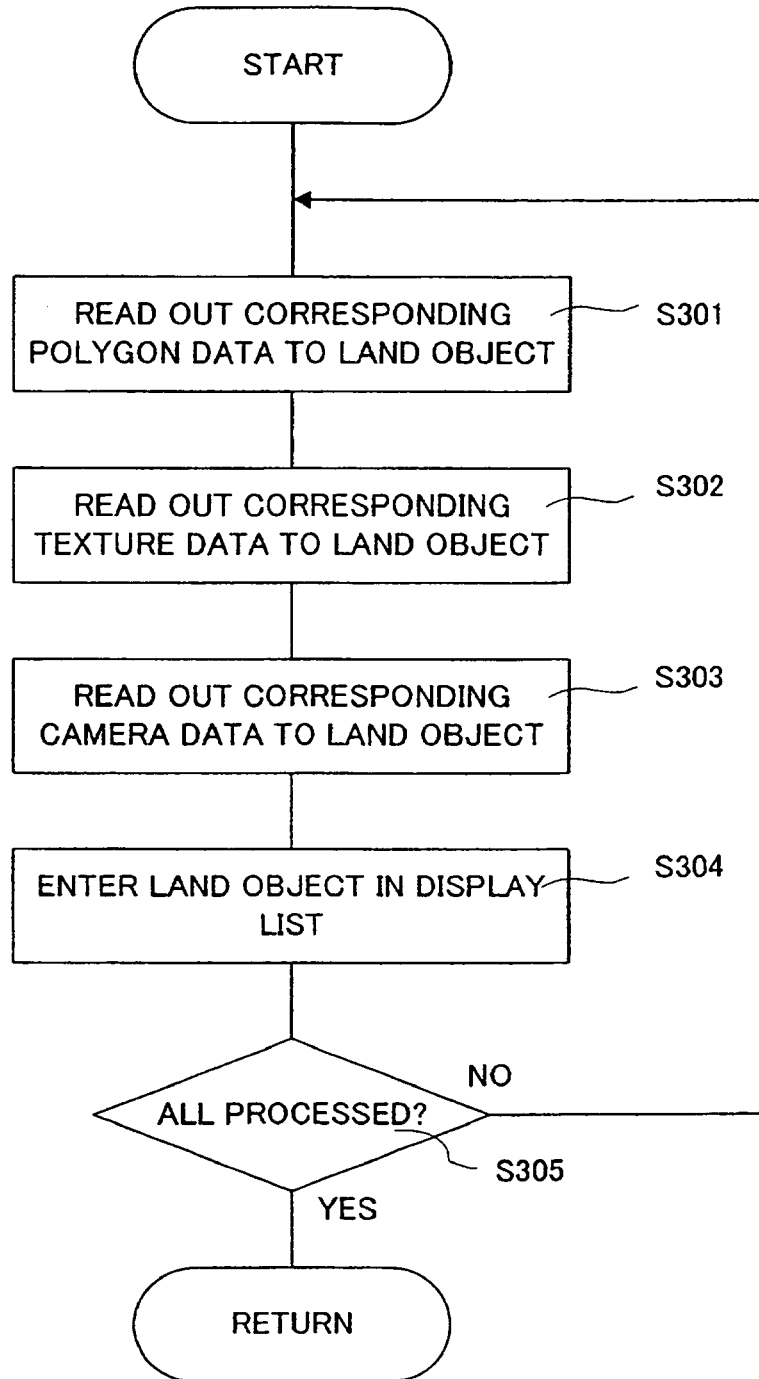 START
READ OUT CORRESPONDING
POLYGON DATA TO LAND OBJECT
S301
READ OUT CORRESPONDING
TEXTURE DATA TO LAND OBJECT
S302
READ OUT CORRESPONDING
CAMERA DATA TO LAND OBJECT
S303
ENTER LAND OBJECT IN DISPLAY
LIST
S304
ALL PROCESSED?
NO
S305
YES
RETURN